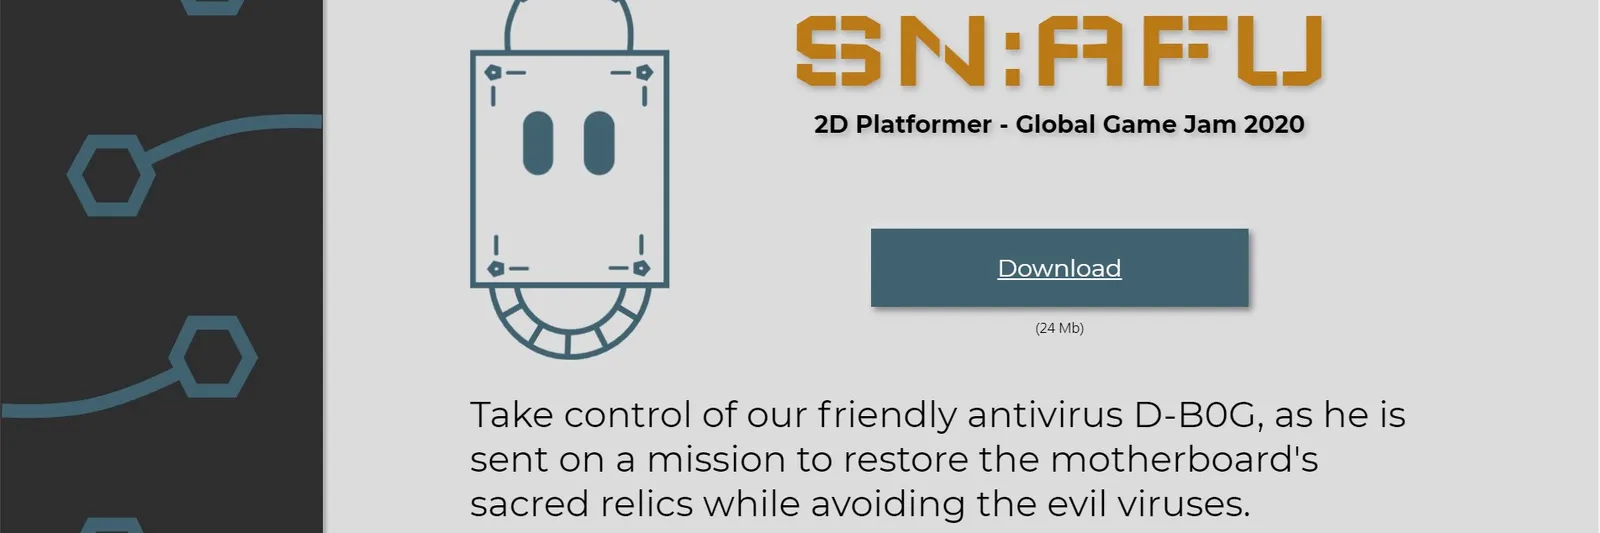 SN:AFU
2D Platformer - Global Game Jam 2020
Download
(24 Mb)
Take control of our friendly antivirus D-B0G, as he is
sent on a mission to restore the motherboard's
sacred relics while avoiding the evil viruses.